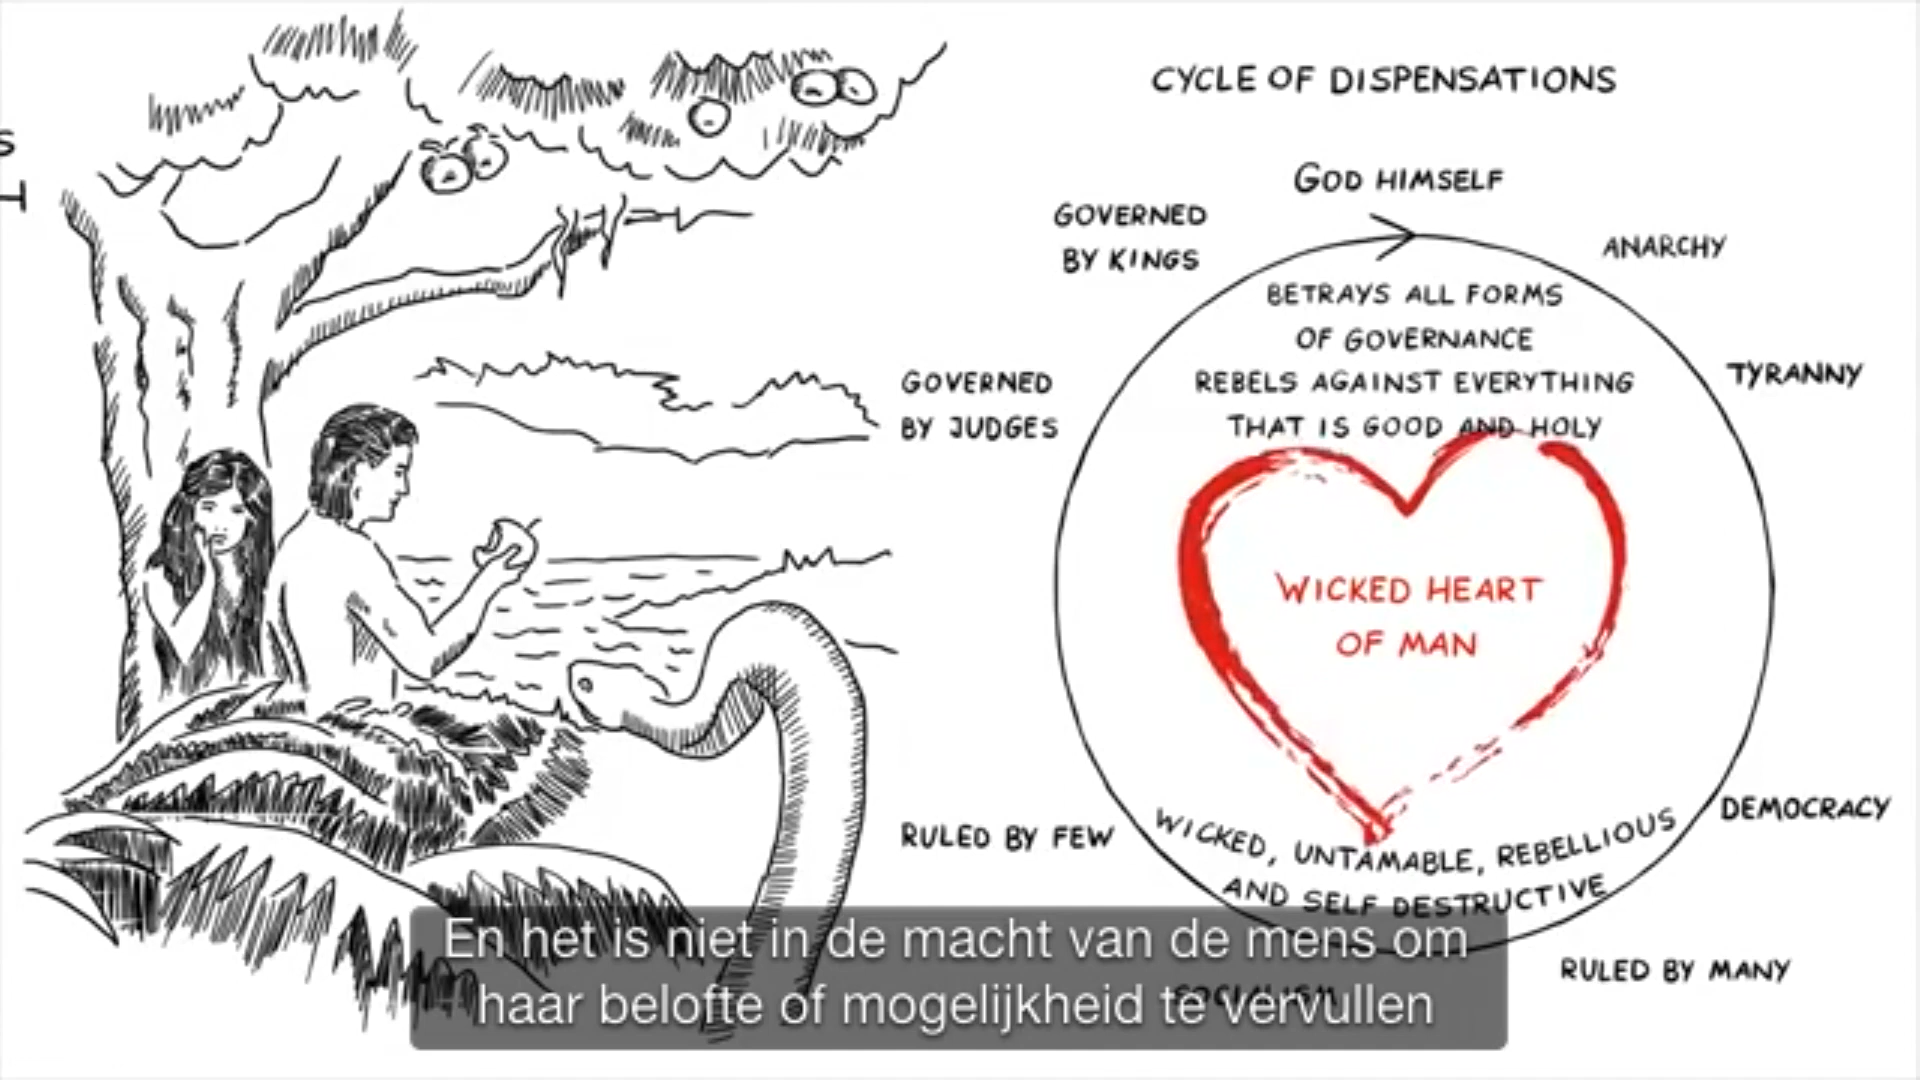 CYCLE OF DISPENSATIONS
GOD HIMSELF
ANARCHY
TYRANNY
DEMOCRACY
RULED BY MANY
SOCIALISM
RULED BY FEW
GOVERNED
BY JUDGES
GOVERNED
BY KINGS
BETRAYS ALL FORMS
OF GOVERNANCE
REBELS AGAINST EVERYTHING
THAT IS GOOD AND HOLY
WICKED HEART
OF MAN
WICKED, UNTAMABLE, REBELLIOUS
AND SELF DESTRUCTIVE
En het is niet in de macht van de mens om
haar belofte of mogelijkheid te vervullen